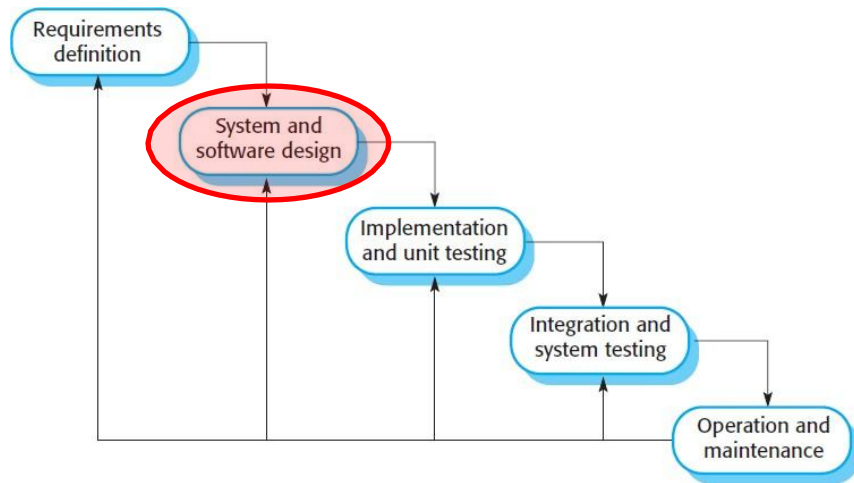 Requirements
definition
System and
software design
Implementation
and unit testing
Integration and
system testing
Operation and
maintenance